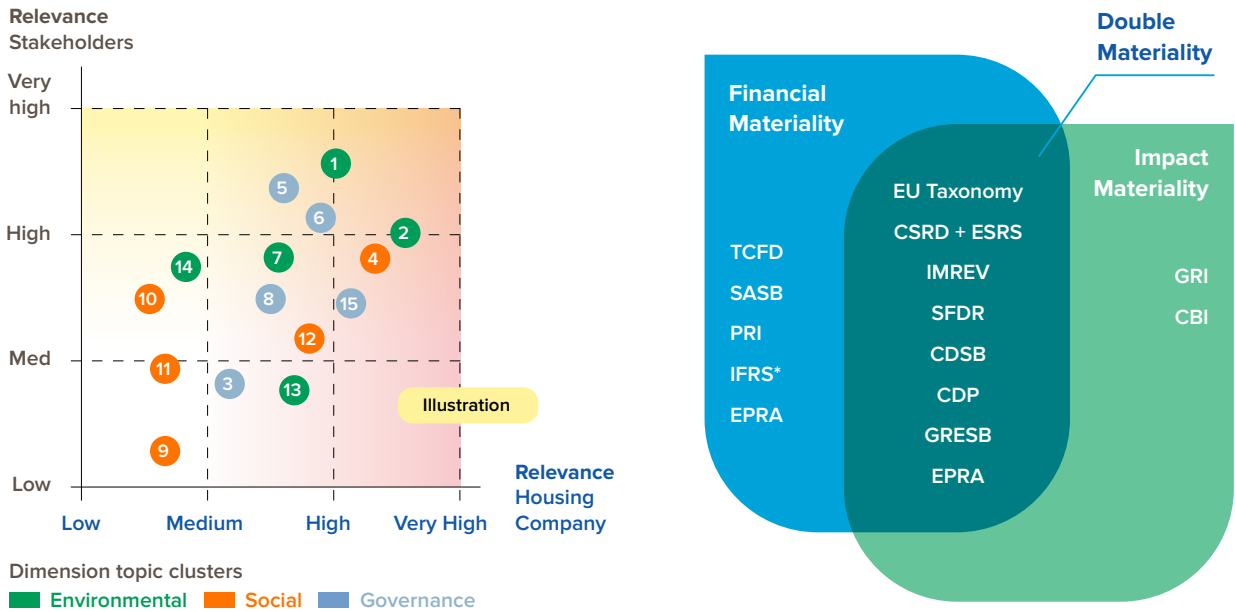 Relevance
Stakeholders
Very
high
High
Med
Low
1
5
6
2
7
4
14
10
8
15
12
11
3
13
9
Illustration
Low
Medium
High
Very High
Relevance
Housing
Company
Dimension topic clusters
Environmental
Social
Governance
Double
Materiality
Financial
Materiality
TCFD
SASB
PRI
IFRS*
EPRA
EU Taxonomy
CSRD + ESRS
IMREV
SFDR
CDSB
CDP
GRESB
EPRA
Impact
Materiality
GRI
CBI